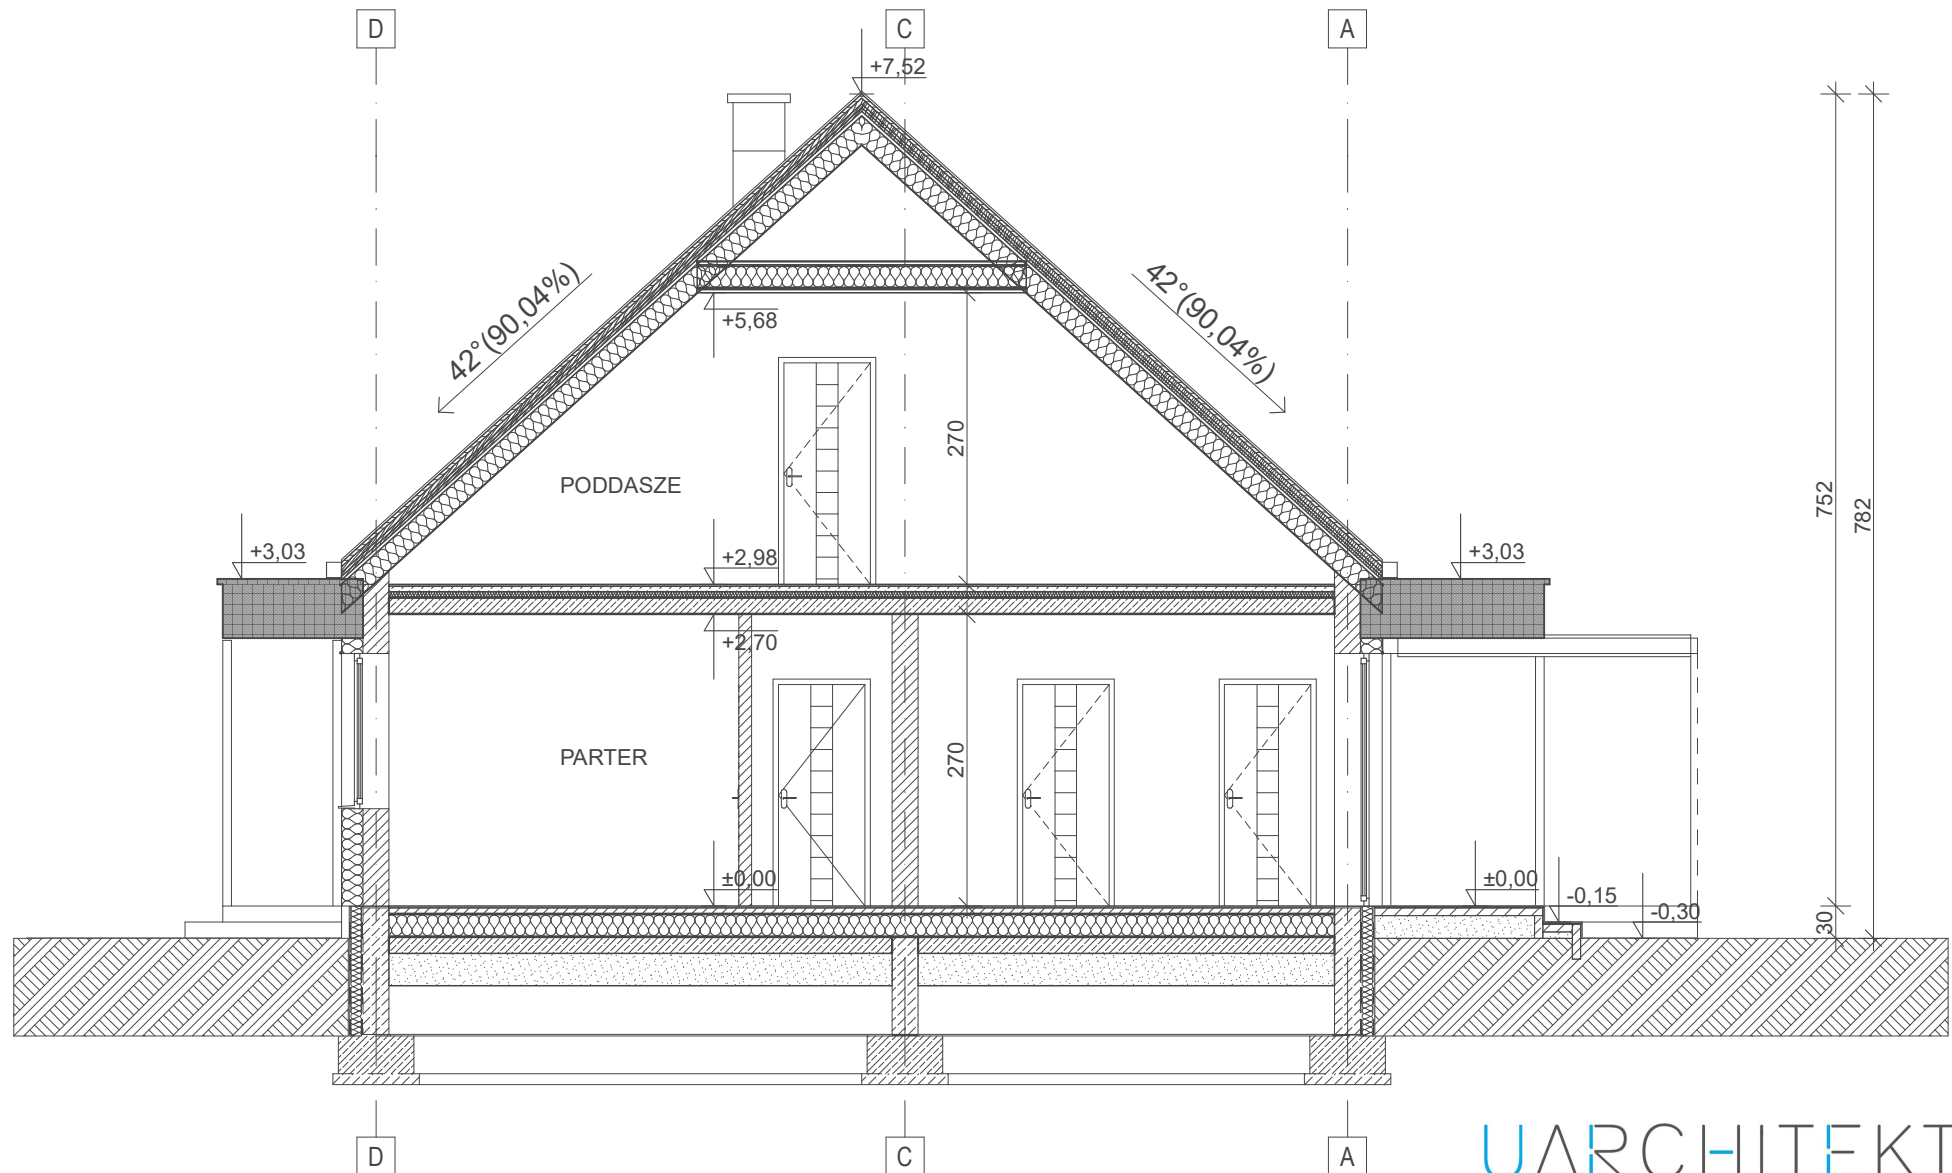 D
C
A
+7,52
42°(90,04%)
42°(90,04%)
+5,68
270
PODDASZE
752
782
+3,03
+2,98
+3,03
+2,70
270
PARTER
±0,00
±0,00
-0,15
-0,30
30
D
C
A
UARCHITEKT